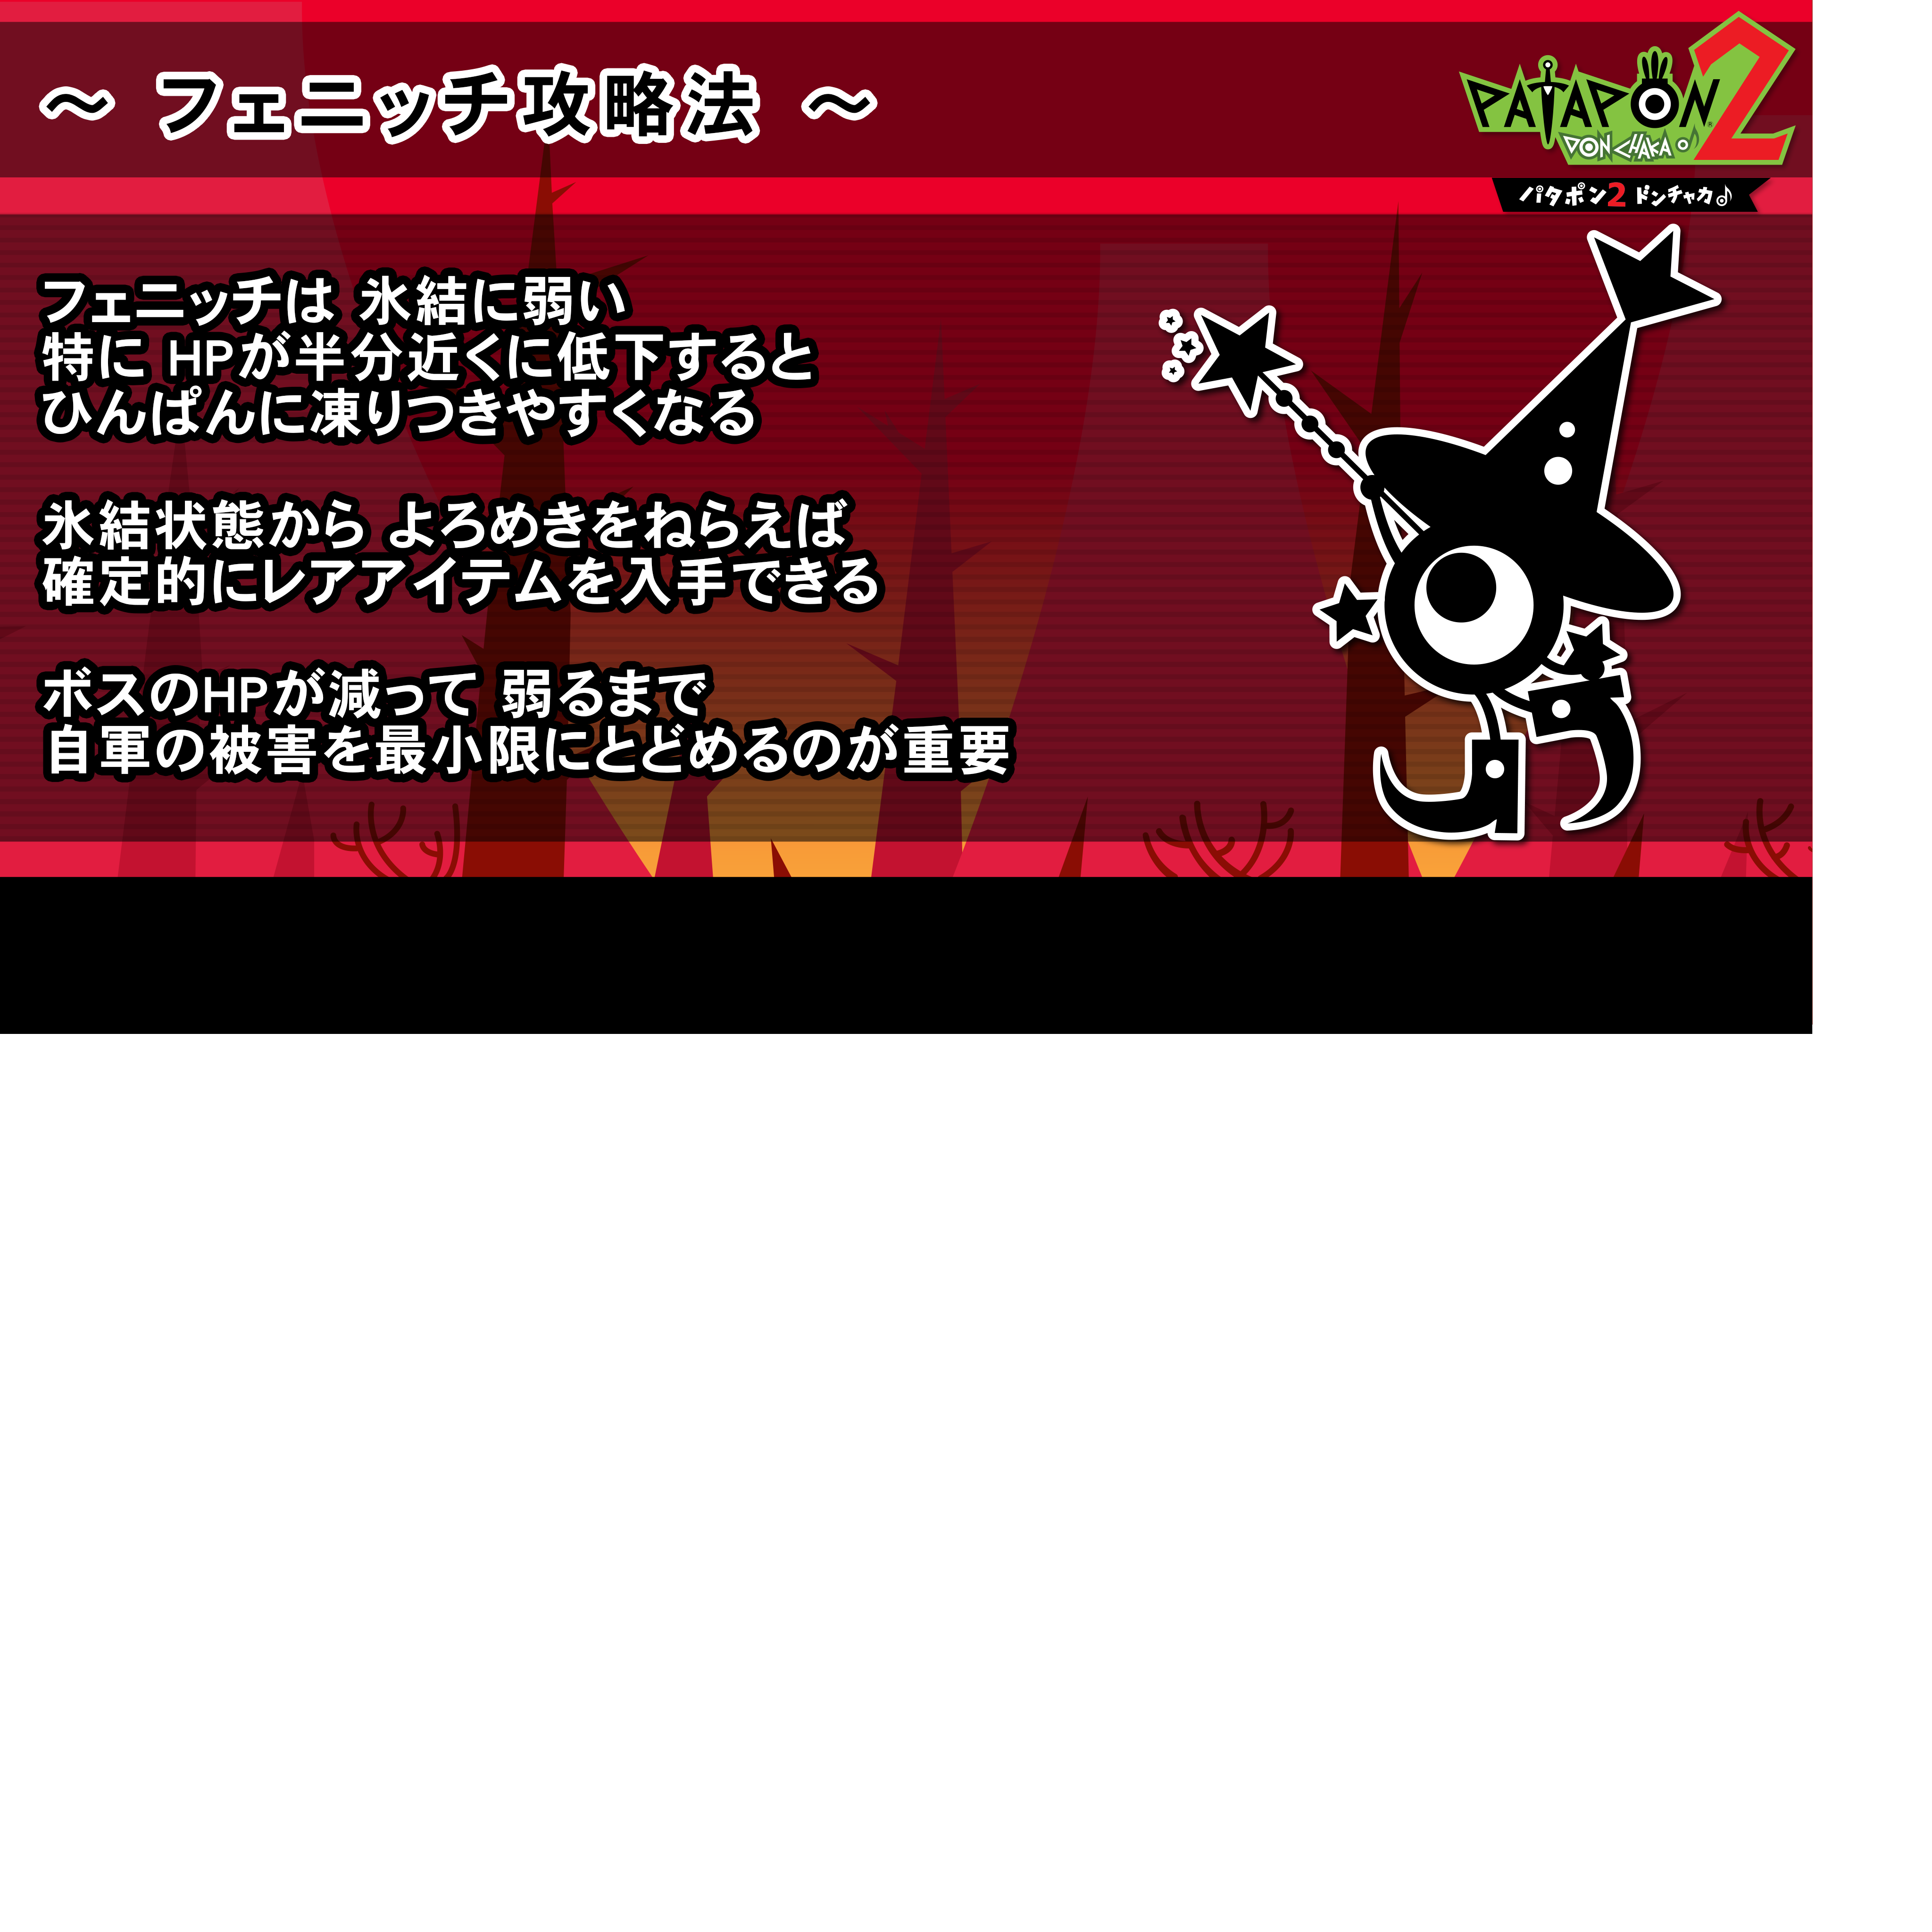 ～ フェニッチ攻略法 ～
PATAPON 2
DON CHAKA♪
パタポン2 ドンチャカ♪
フェニッチは 氷結に弱い
特に HPが半分近くに低下すると
ひんぱんに凍りつきやすくなる
氷結状態から よろめきをねらえば
確定的にレアアイテムを入手できる
ボスのHPが減って 弱るまで
自軍の被害を最小限にとどめるのが重要